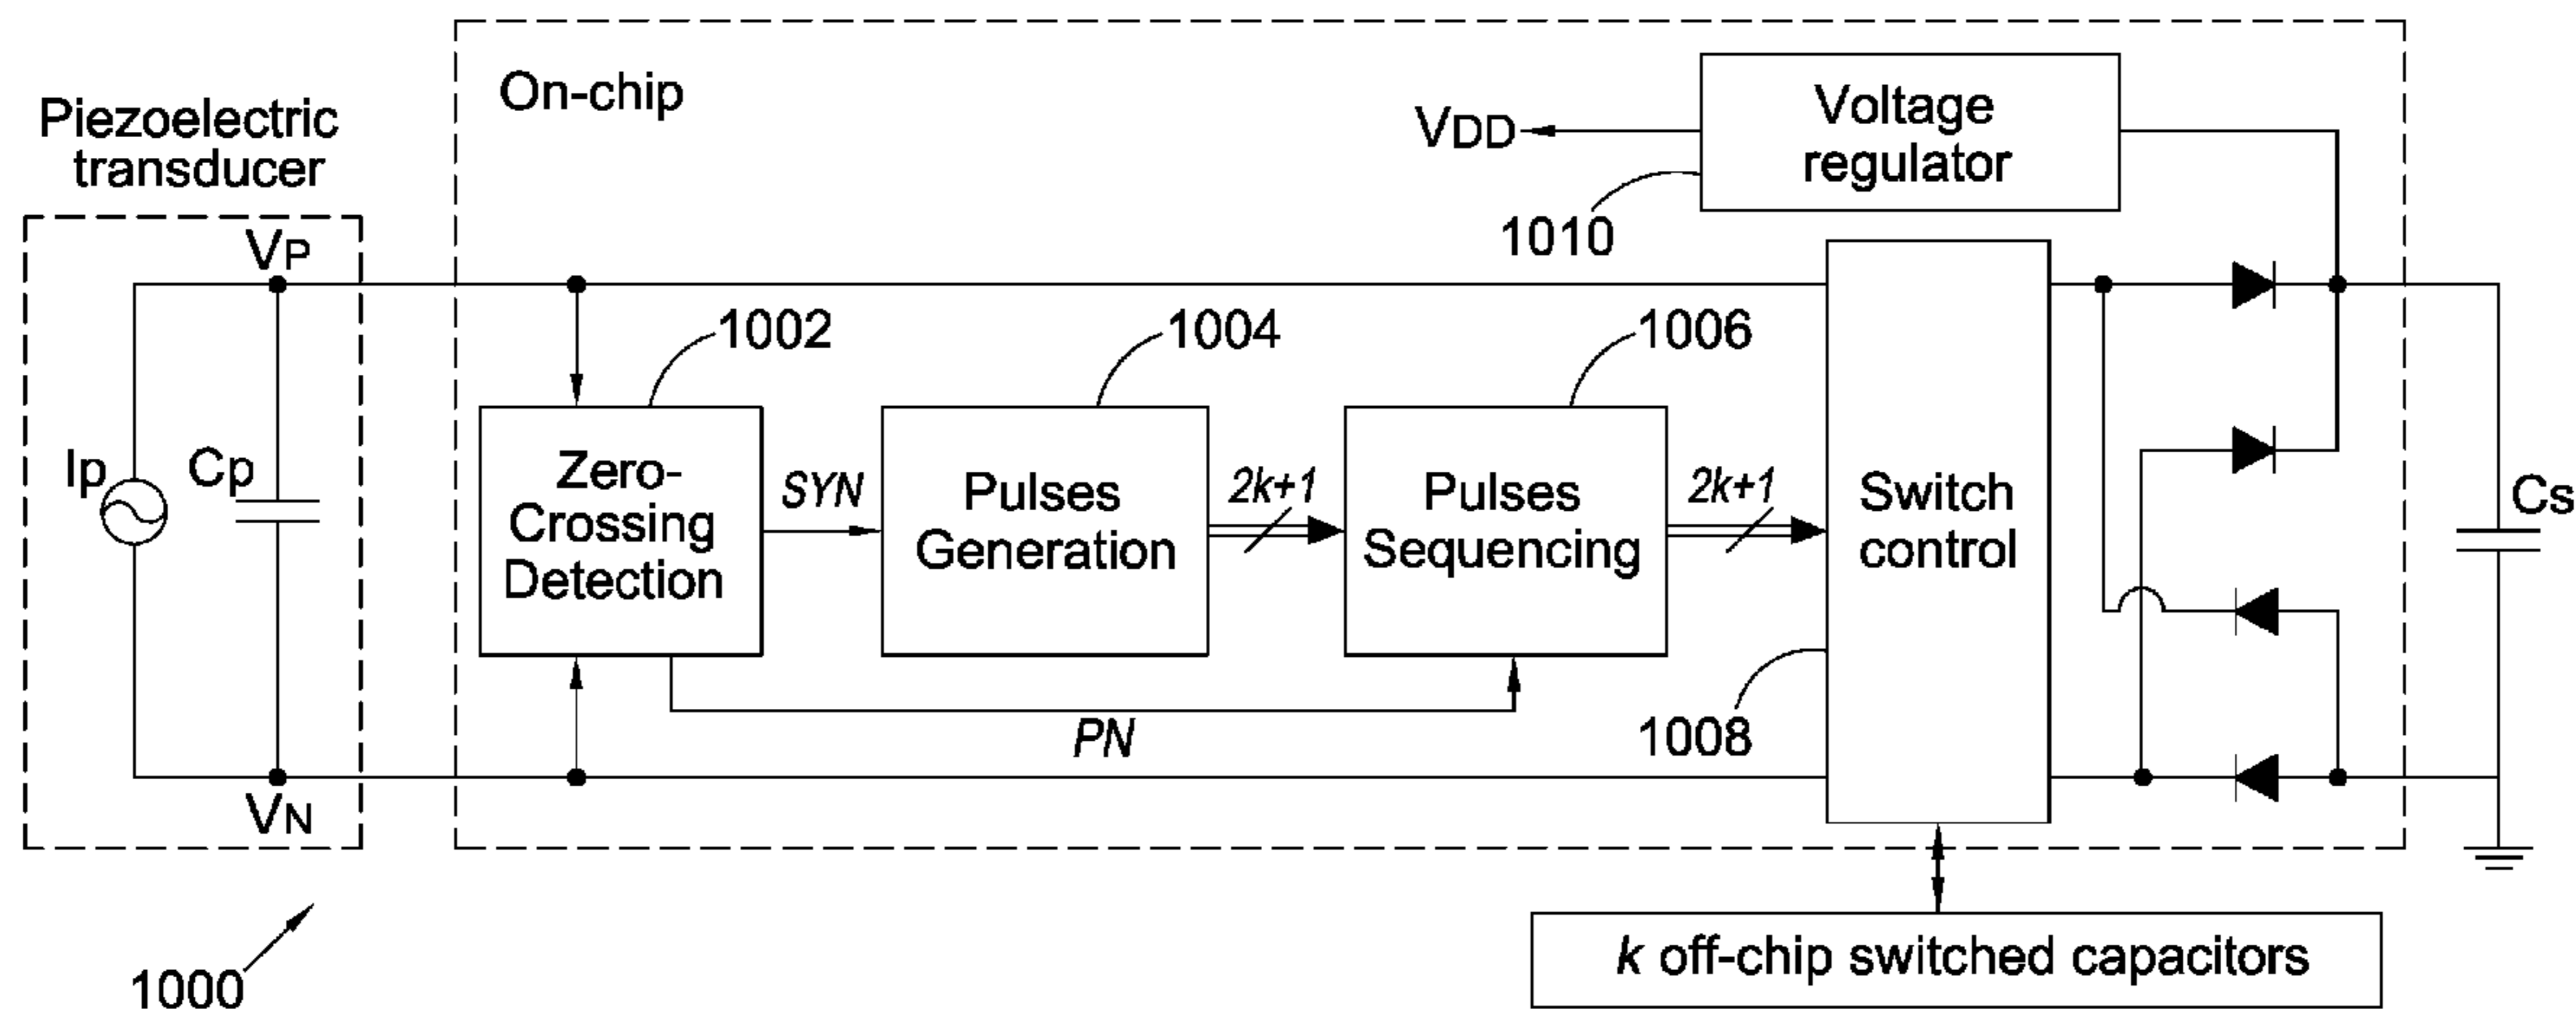 On-chip
Piezoelectric
transducer
VDD
Voltage
regulator
1010
VP
1002
1004
1006
Ip
Cp
Zero-
Crossing
Detection
SYN
Pulses
Generation
2k+1
Pulses
Sequencing
2k+1
Switch
control
Cs
PN
1008
VN
1000
k off-chip switched capacitors